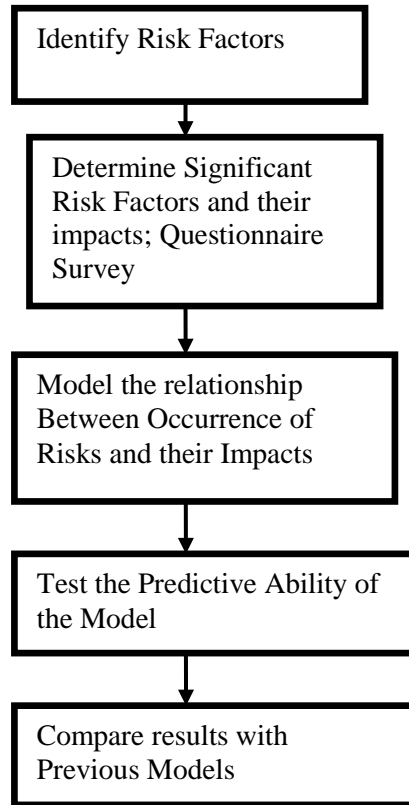 Identify Risk Factors
Determine Significant
Risk Factors and their
impacts; Questionnaire
Survey
Model the relationship
Between Occurrence of
Risks and their Impacts
Test the Predictive Ability of
the Model
Compare results with
Previous Models